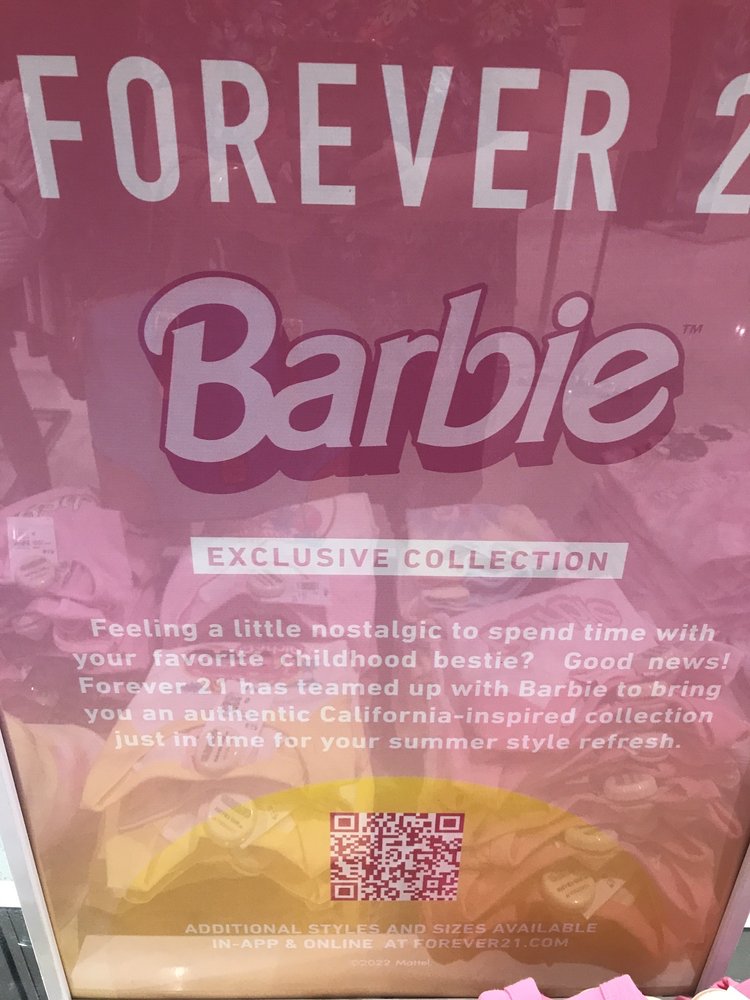 FOREVER 2
Barbie™
EXCLUSIVE COLLECTION
Feeling a little nostalgic to spend time with
your favorite childhood bestie? Good news!
Forever 21 has teamed up with Barbie to bring
you an authentic California-inspired collection
just in time for your summer style refresh.
ADDITIONAL STYLES AND SIZES AVAILABLE
IN-APP & ONLINE AT FOREVER21.COM
©2022 Mattel